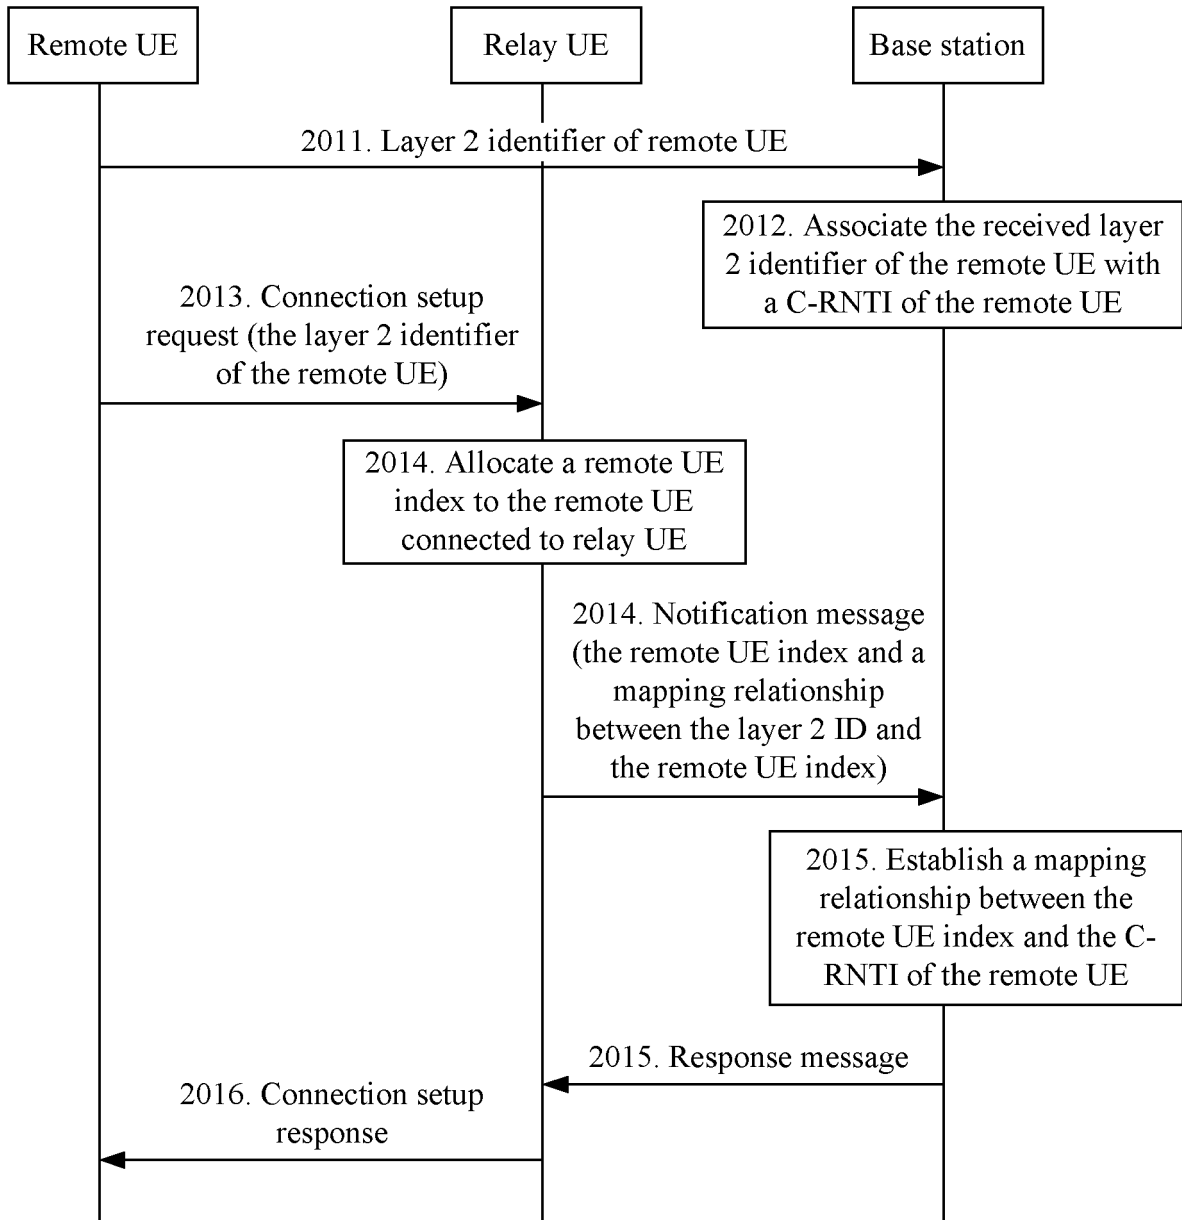 Remote UE
Relay UE
Base station
2011. Layer 2 identifier of remote UE
2012. Associate the received layer
2 identifier of the remote UE with
a C-RNTI of the remote UE
2013. Connection setup
request (the layer 2 identifier
of the remote UE)
2014. Allocate a remote UE
index to the remote UE
connected to relay UE
2014. Notification message
(the remote UE index and a
mapping relationship
between the layer 2 ID and
the remote UE index)
2015. Establish a mapping
relationship between the
remote UE index and the C-
RNTI of the remote UE
2015. Response message
2016. Connection setup
response